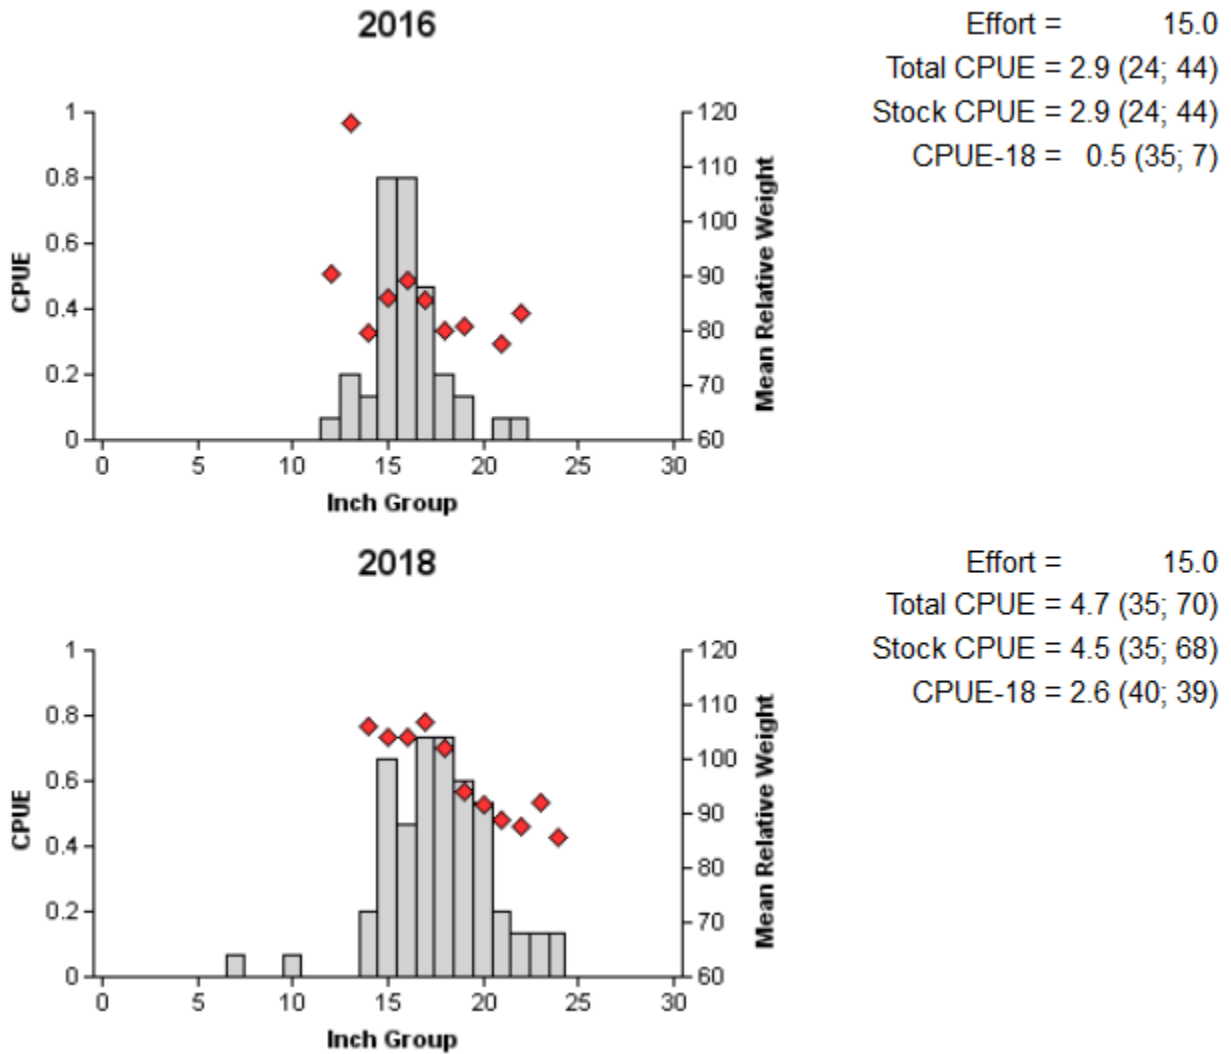 2016
Effort = 15.0
Total CPUE = 2.9 (24; 44)
Stock CPUE = 2.9 (24; 44)
CPUE-18 = 0.5 (35; 7)
1
0.8
0.6
0.4
0.2
0
CPUE
120
110
100
90
80
70
60
Mean Relative Weight
0 5 10 15 20 25 30
Inch Group
2018
Effort = 15.0
Total CPUE = 4.7 (35; 70)
Stock CPUE = 4.5 (35; 68)
CPUE-18 = 2.6 (40; 39)
1
0.8
0.6
0.4
0.2
0
CPUE
120
110
100
90
80
70
60
Mean Relative Weight
0 5 10 15 20 25 30
Inch Group